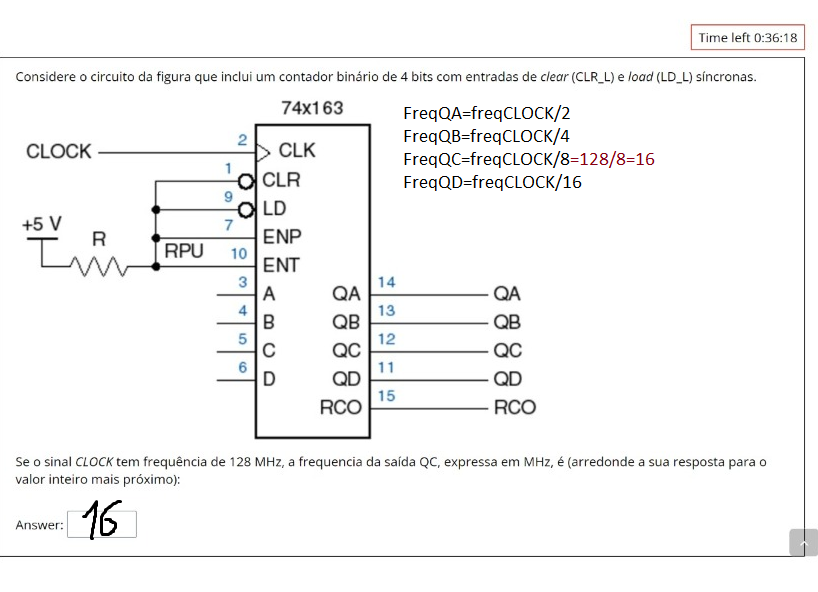 Time left 0:36:18
Considere o circuito da figura que inclui um contador binário de 4 bits com entradas de clear (CLR_L) e load (LD_L) síncronas.
74x163
FreqQA=freqCLOCK/2
FreqQB=freqCLOCK/4
FreqQC=freqCLOCK/8=128/8=16
FreqQD=freqCLOCK/16
CLOCK
2
CLK
1
CLR
9
LD
+5 V
R
RPU
7
ENP
10
ENT
3
A
QA
14
QA
4
B
QB
13
QB
5
C
QC
12
QC
6
D
QD
11
QD
RCO
15
RCO
Se o sinal CLOCK tem frequência de 128 MHz, a frequencia da saída QC, expressa em MHz, é (arredonde a sua resposta para o
valor inteiro mais próximo):
Answer: 16